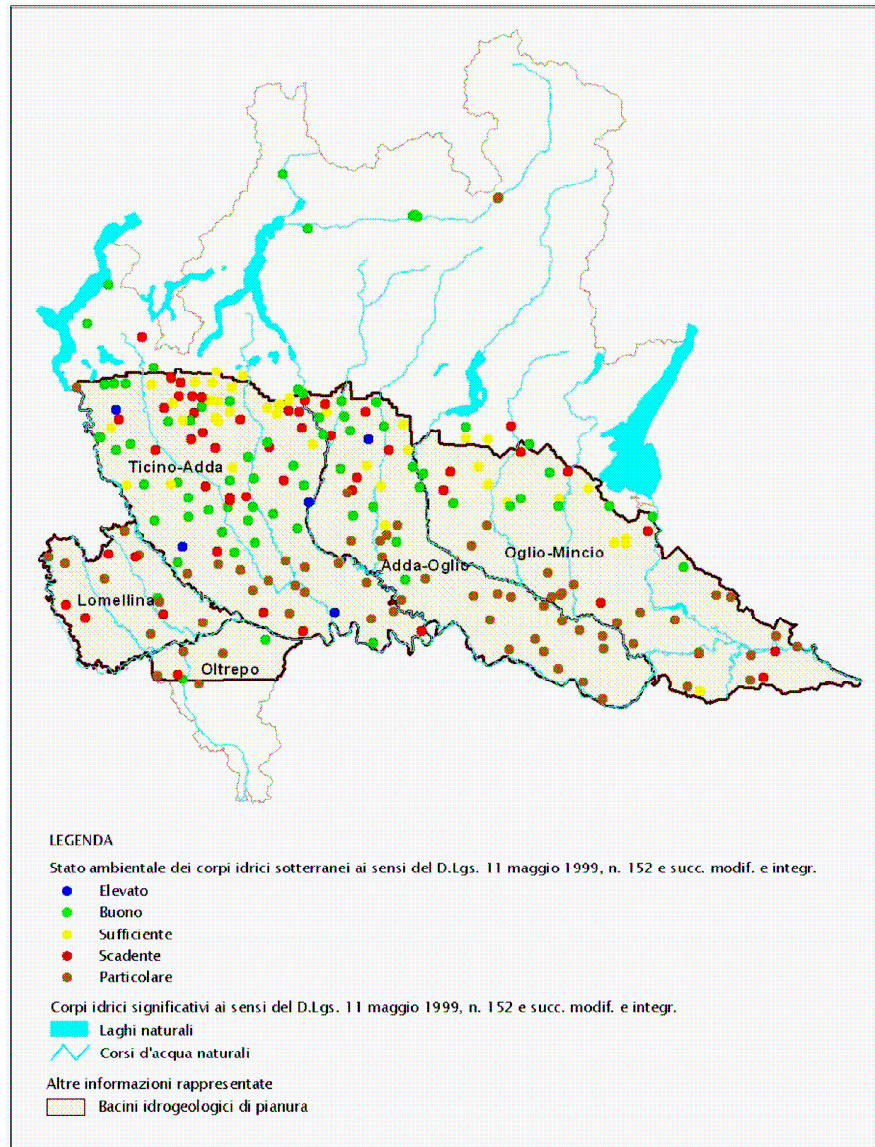 Ticino-Adda
Oglio-Mincio
Adda-Oglio
Lomellina
Oltrepo
LEGENDA
Stato ambientale dei corpi idrici sotterranei ai sensi del D.Lgs. 11 maggio 1999, n. 152 e succ. modif. e integr.
Elevato
Buono
Sufficiente
Scadente
Particolare
Corpi idrici significativi ai sensi del D.Lgs. 11 maggio 1999, n. 152 e succ. modif. e integr.
Laghi naturali
Corsi d'acqua naturali
Altre informazioni rappresentate
Bacini idrogeologici di pianura